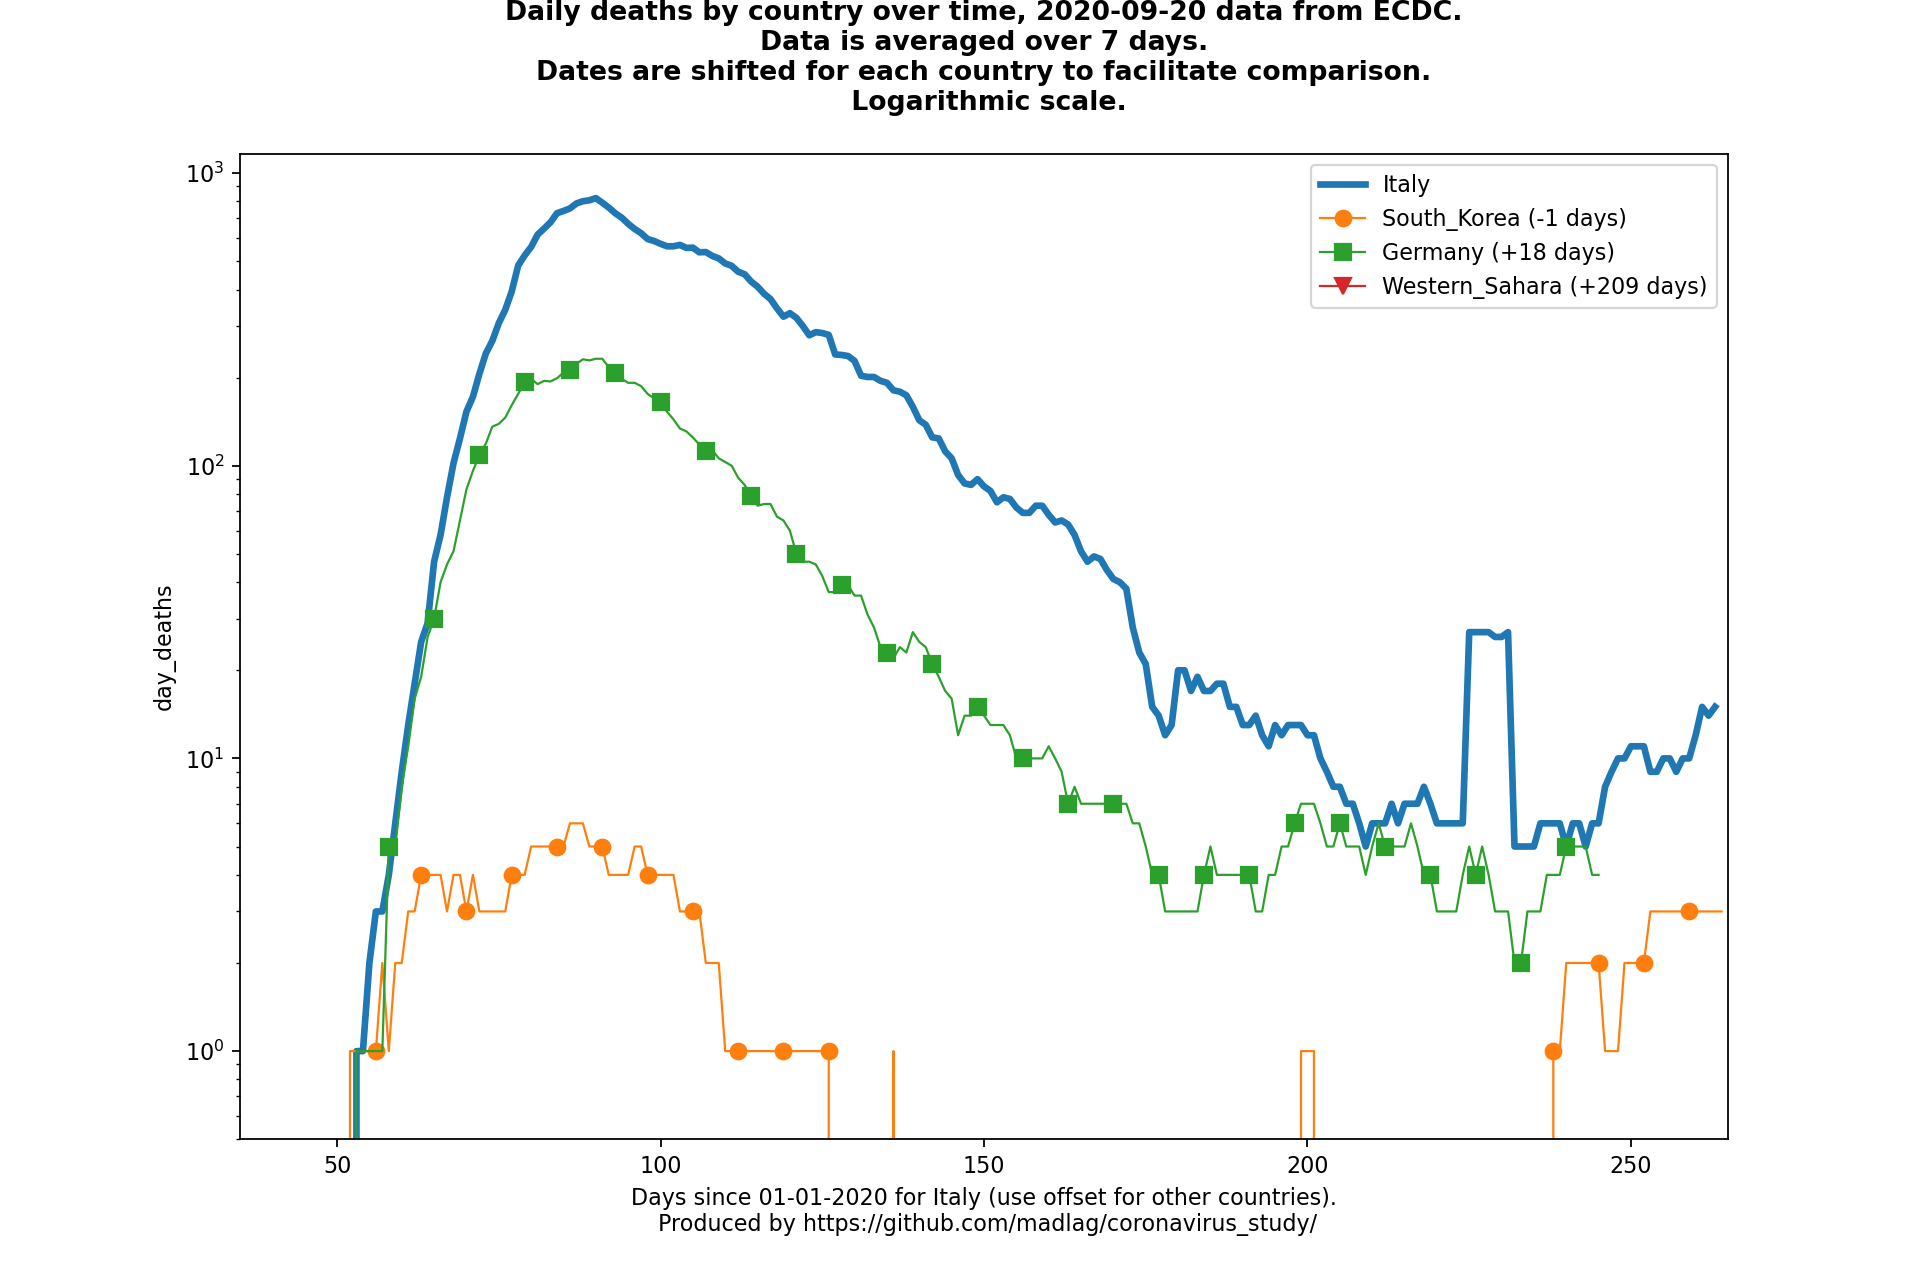 Daily deaths by country over time, 2020-09-20 data from ECDC.
Data is averaged over 7 days.
Dates are shifted for each country to facilitate comparison.
Logarithmic scale.
Italy
South_Korea (-1 days)
Germany (+18 days)
Western_Sahara (+209 days)
day_deaths
10³
10²
10¹
10⁰
50 100 150 200 250
Days since 01-01-2020 for Italy (use offset for other countries).
Produced by https://github.com/madlag/coronavirus_study/